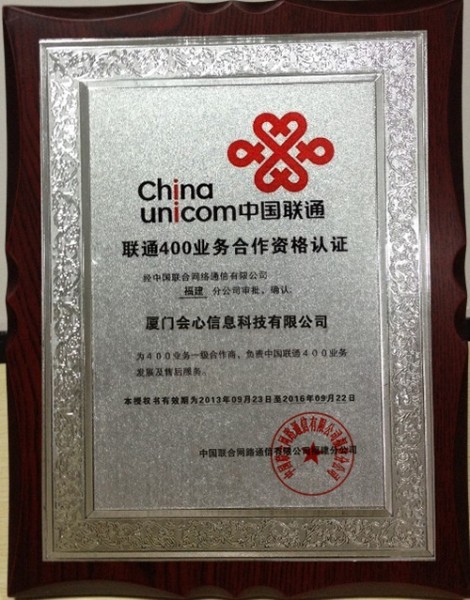 China
unicom中国联通
联通400业务合作资格认证
经中国联合网络通信有限公司
福建 分公司审批、确认:
厦门会心信息科技有限公司
为400业务一级合作商、负责中国联通400业务
发展及售后服务。
本授权书有效期为2013年09月23日至2016年09月22日
中国联合网路通信有限公司福建分公司